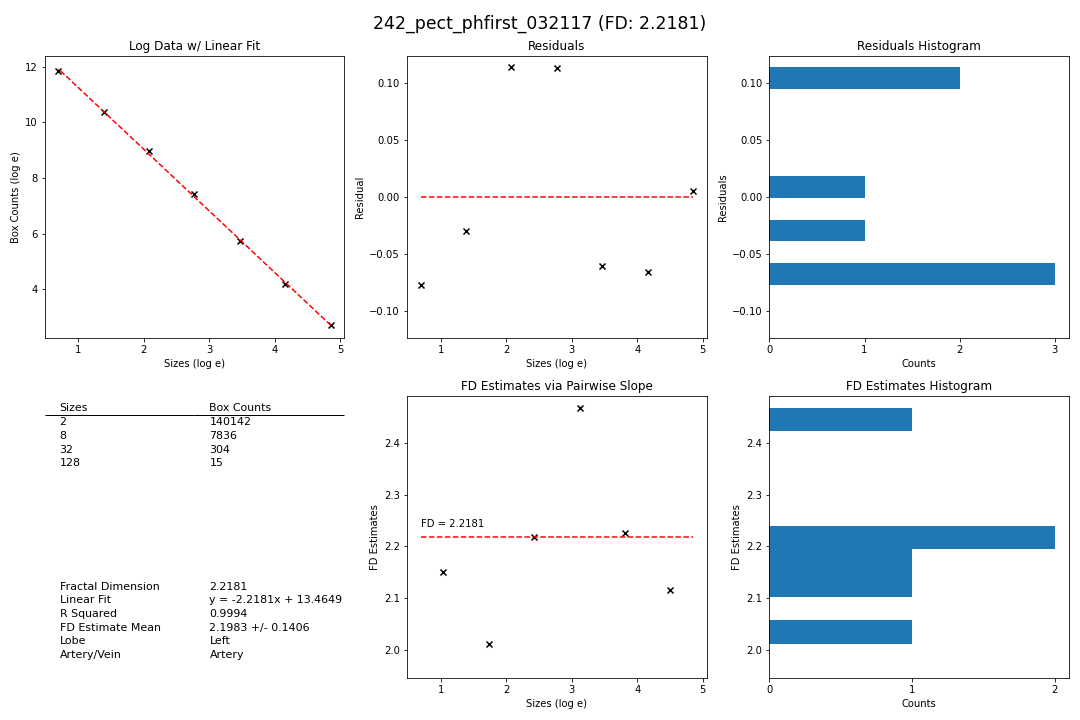 242_pect_phfirst_032117 (FD: 2.2181)
Log Data w/ Linear Fit
Box Counts (log e)
12
10
8
6
4
1 2 3 4 5
Sizes (log e)
Residuals
Residual
0.10
0.05
0.00
−0.05
−0.10
1 2 3 4 5
Sizes (log e)
Residuals Histogram
Residuals
0.10
0.05
0.00
−0.05
−0.10
0 1 2 3
Counts
Sizes Box Counts
2 140142
8 7836
32 304
128 15
Fractal Dimension 2.2181
Linear Fit y = -2.2181x + 13.4649
R Squared 0.9994
FD Estimate Mean 2.1983 +/- 0.1406
Lobe Left
Artery/Vein Artery
FD Estimates via Pairwise Slope
FD Estimates
2.4
2.3
2.2
2.1
2.0
FD = 2.2181
1 2 3 4 5
Sizes (log e)
FD Estimates Histogram
FD Estimates
2.4
2.3
2.2
2.1
2.0
0 1 2
Counts